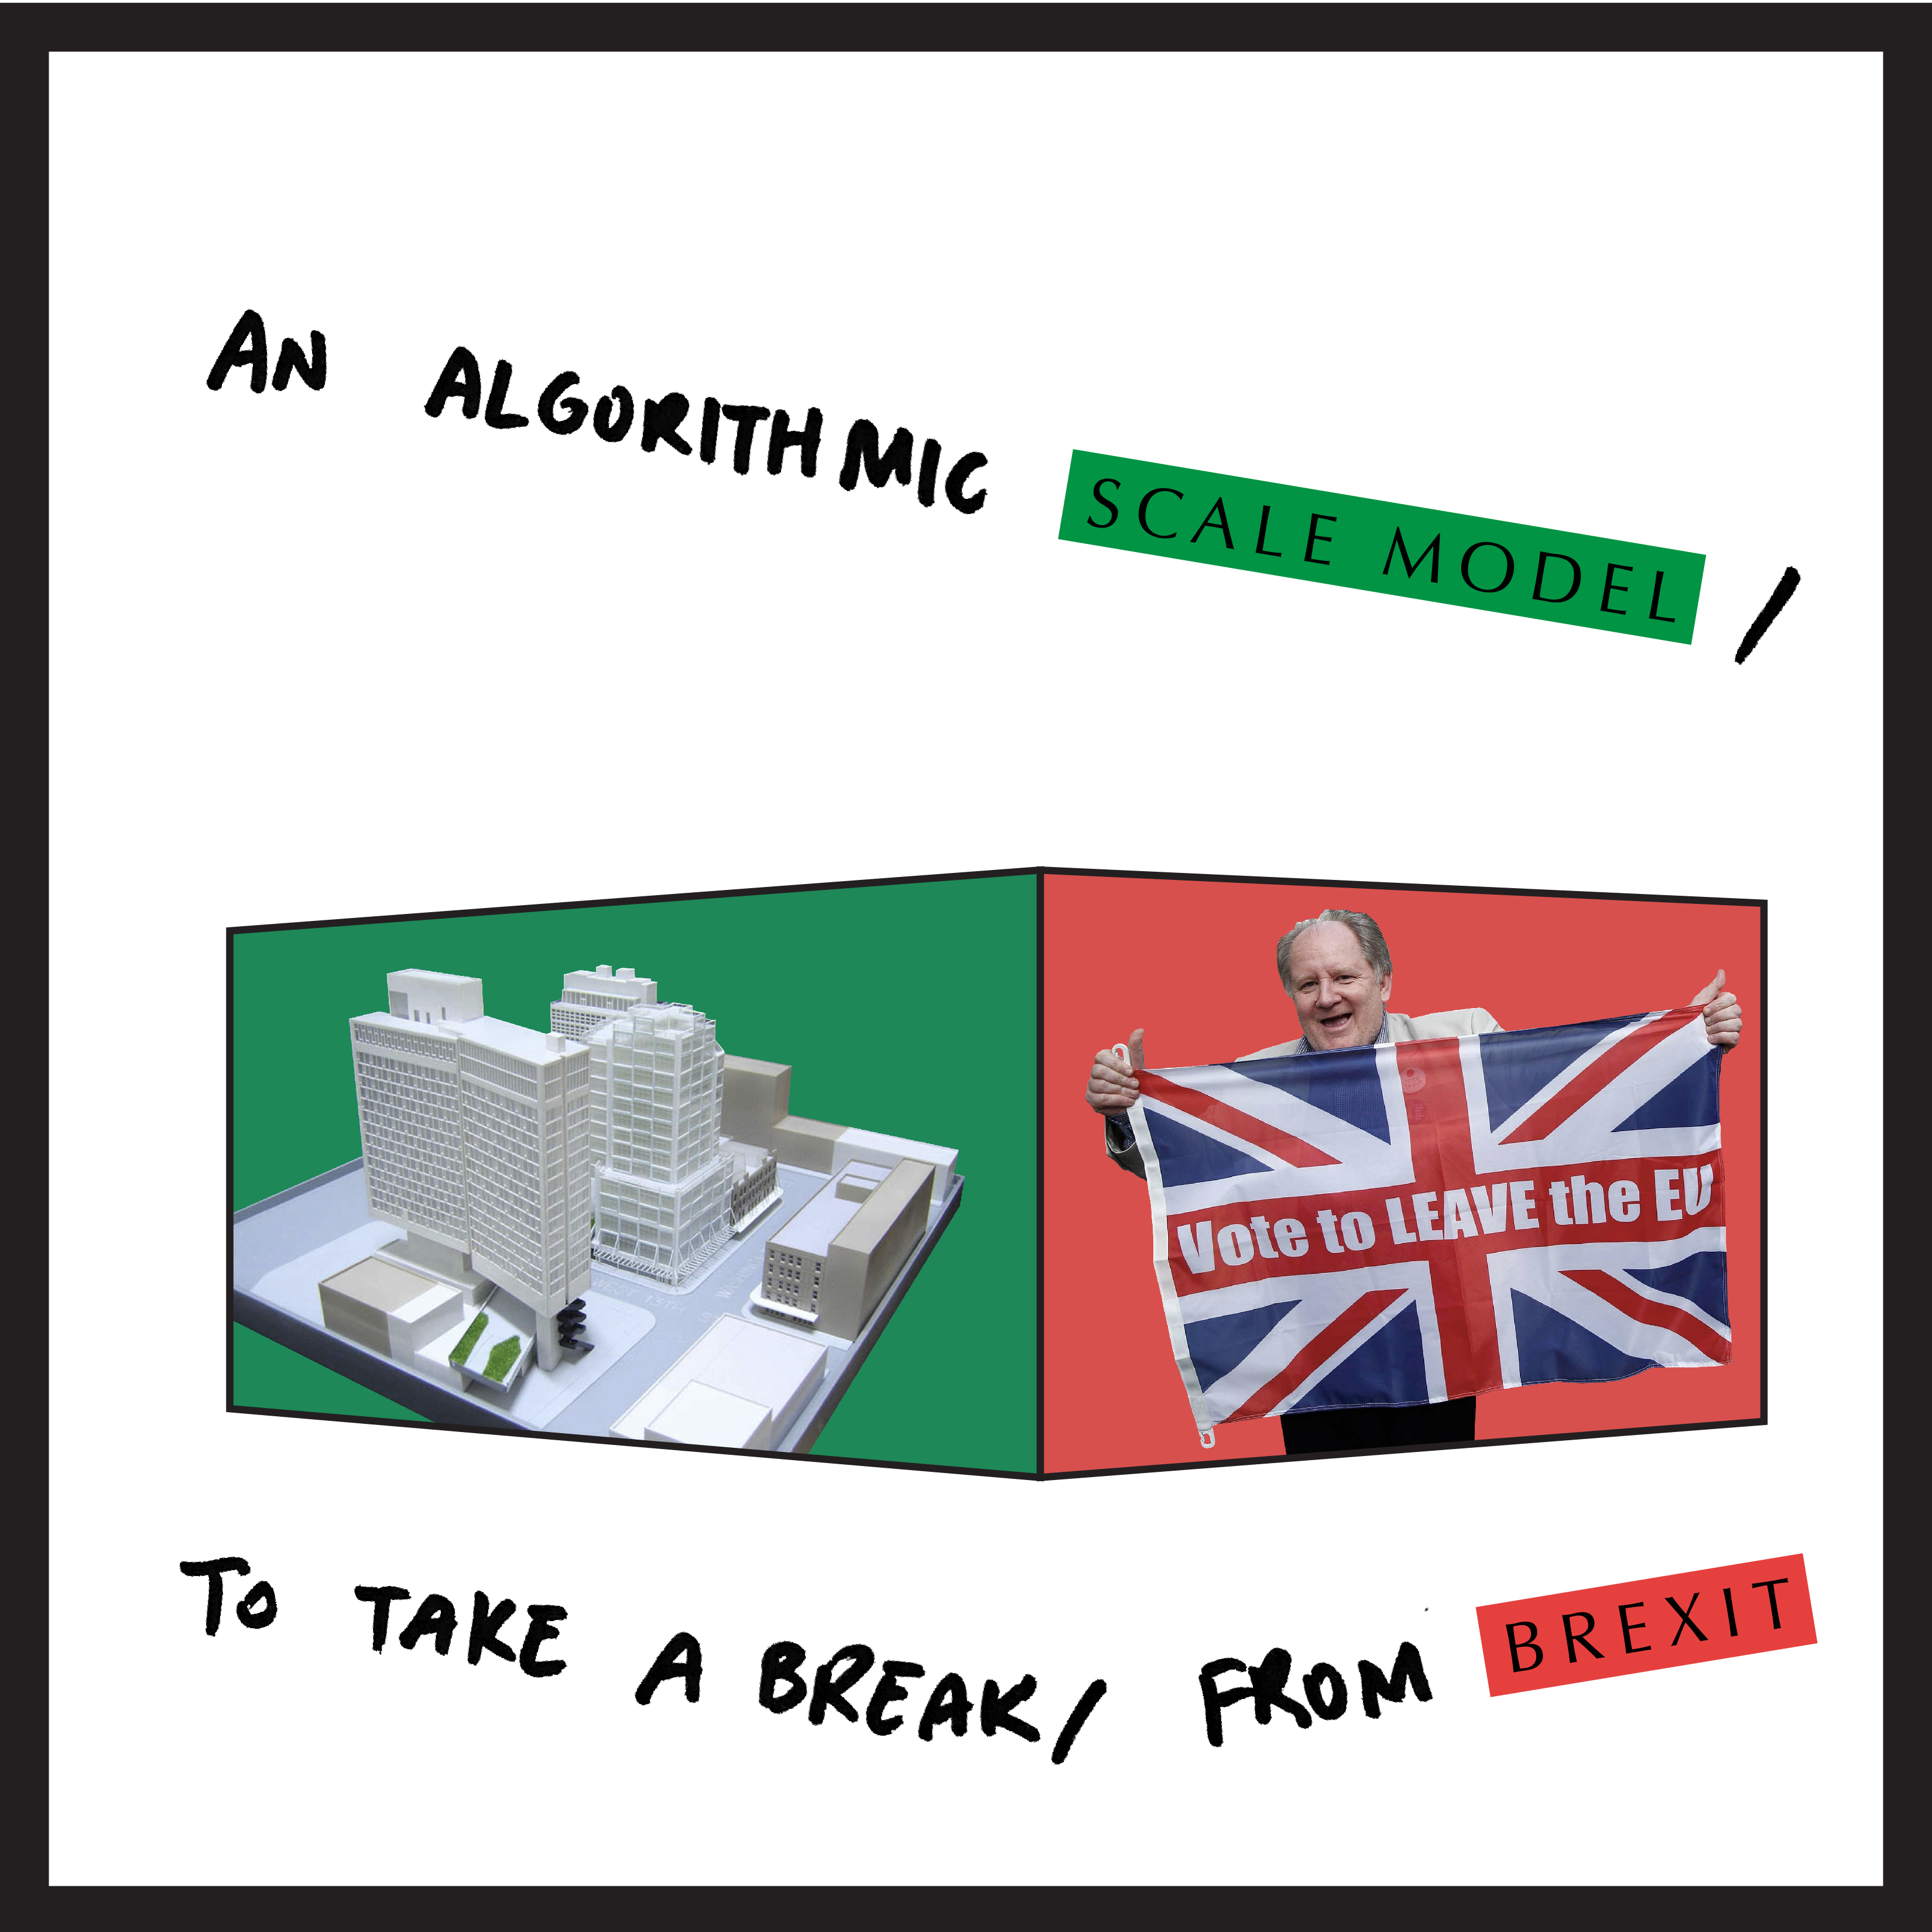 AN ALGORITHMIC SCALE MODEL /
Vote to LEAVE the EU
TO TAKE A BREAK / FROM BREXIT